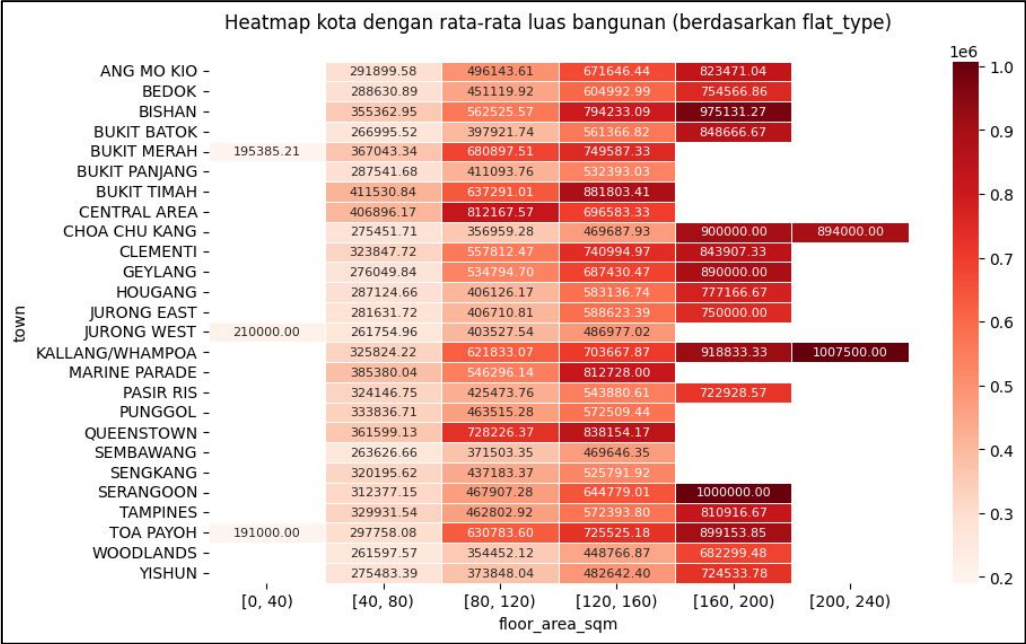 Heatmap kota dengan rata-rata luas bangunan (berdasarkan flat_type)
1e6
ANG MO KIO 291899.58 496143.61 671646.44 823471.04
BEDOK 288630.89 451119.92 604992.99 754566.86
BISHAN 355362.95 562525.57 794233.09 975131.27
BUKIT BATOK 266995.52 397921.74 561366.82 848666.67
BUKIT MERAH 195385.21 367043.34 680897.51 749587.33
BUKIT PANJANG 287541.68 411093.76 532393.03
BUKIT TIMAH 411530.84 637291.01 881803.41
CENTRAL AREA 406896.17 812167.57 696583.33
CHOA CHU KANG 275451.71 356959.28 469687.93 900000.00 894000.00
CLEMENTI 323847.72 557812.47 740994.97 843907.33
GEYLANG 276049.84 534794.70 687430.47 890000.00
HOUGANG 287124.66 406126.17 583136.74 777166.67
JURONG EAST 281631.72 406710.81 588623.39 750000.00
JURONG WEST 210000.00 261754.96 403527.54 486977.02
KALLANG/WHAMPOA 325824.22 621833.07 703667.87 918833.33 1007500.00
MARINE PARADE 385380.04 546296.14 812728.00
PASIR RIS 324146.75 425473.76 543880.61 722928.57
PUNGGOL 333836.71 463515.28 572509.44
QUEENSTOWN 361599.13 728226.37 838154.17
SEMBAWANG 263626.66 371503.35 469646.35
SENGKANG 320195.62 437183.37 525791.92
SERANGOON 312377.15 467907.28 644779.01 1000000.00
TAMPINES 329931.54 462802.92 572393.80 810916.67
TOA PAYOH 191000.00 297758.08 630783.60 725525.18 899153.85
WOODLANDS 261597.57 354452.12 448766.87 682299.48
YISHUN 275483.39 373848.04 482642.40 724533.78
town
[0, 40) [40, 80) [80, 120) [120, 160) [160, 200) [200, 240)
floor_area_sqm
1.0
0.9
0.8
0.7
0.6
0.5
0.4
0.3
0.2